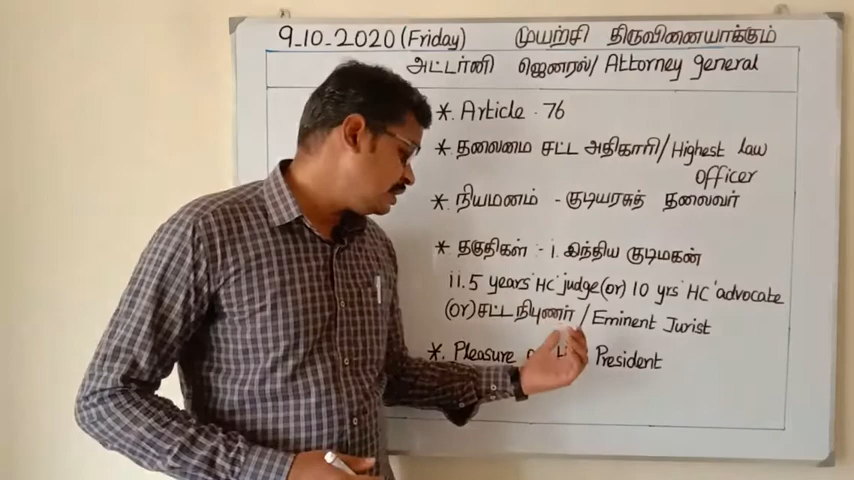 9-10-2020 (Friday) முயற்சி திருவினையாக்கும்
அட்டர்னி ஜெனரல்/Attorney General
*. Article - 76
*. தலைமை சட்ட அதிகாரி/Highest law
officer
*. நியமனம் - குடியரசுத் தலைவர்
*. தகுதிகள் :- i. இந்திய குடிமகன்
ii. 5 years HC judge (or) 10 yrs HC advocate
(or) சட்ட நிபுணர்/Eminent Jurist
*. Pleasure President